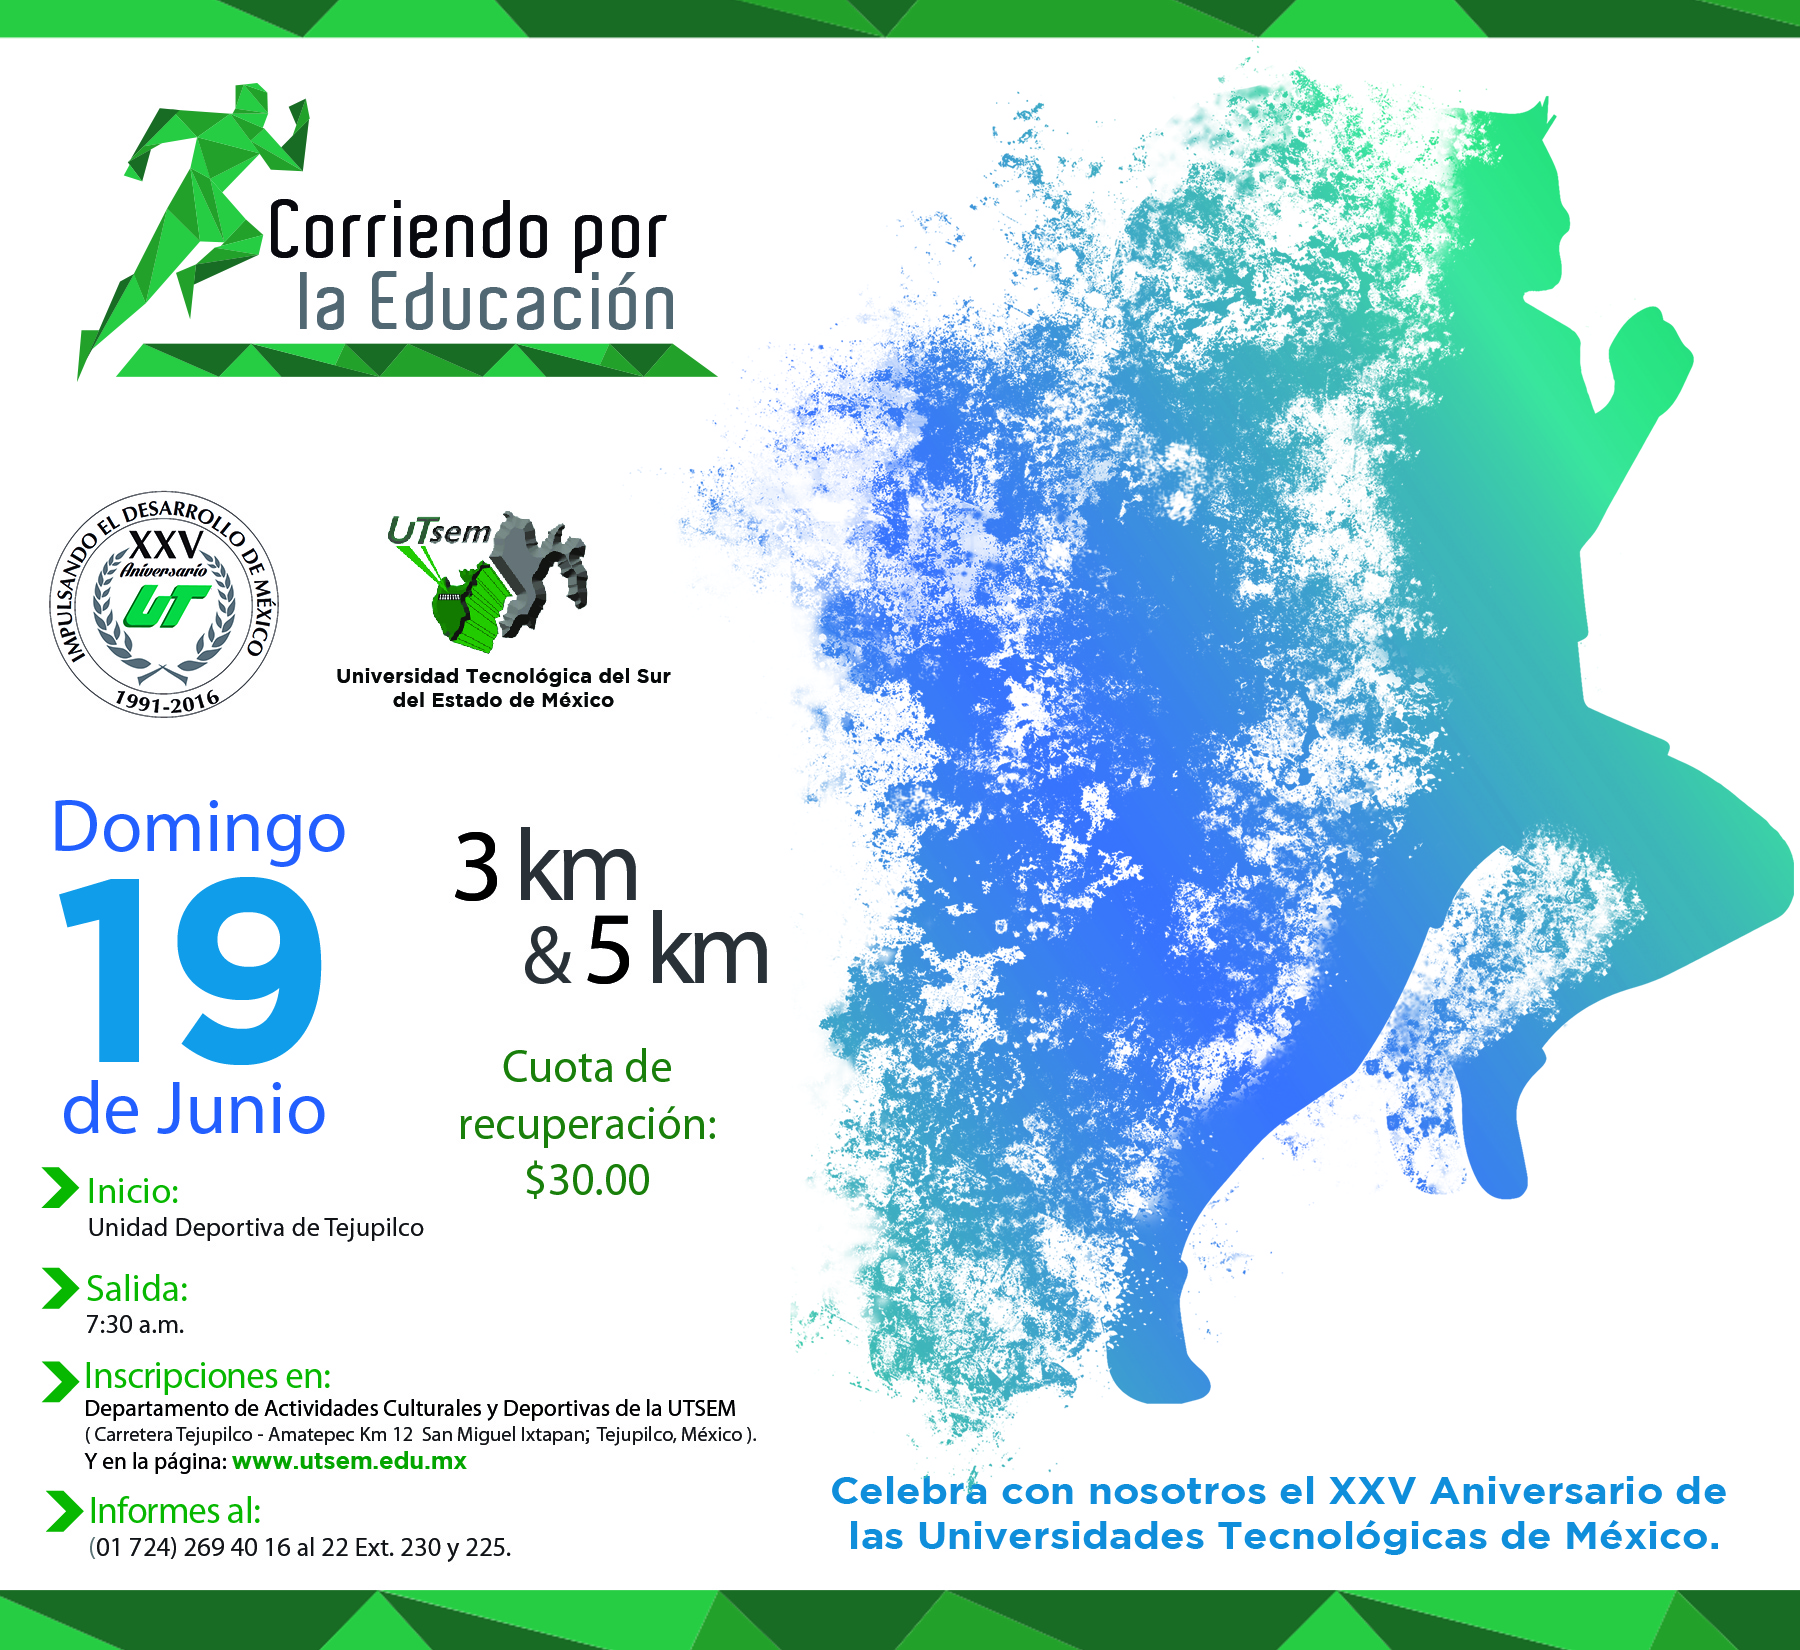 Corriendo por
la Educación
IMPULSANDO EL DESARROLLO DE MÉXICO
XXV
Aniversario
UT
1991-2016
UTsem
Universidad Tecnológica del Sur
del Estado de México
Domingo
19
de Junio
3 km
& 5 km
Cuota de
recuperación:
$30.00
Inicio:
Unidad Deportiva de Tejupilco
Salida:
7:30 a.m.
Inscripciones en:
Departamento de Actividades Culturales y Deportivas de la UTSEM
( Carretera Tejupilco - Amatepec Km 12 San Miguel Ixtapan; Tejupilco, México ).
Y en la página: www.utsem.edu.mx
Informes al:
(01 724) 269 40 16 al 22 Ext. 230 y 225.
Celebra con nosotros el XXV Aniversario de
las Universidades Tecnológicas de México.